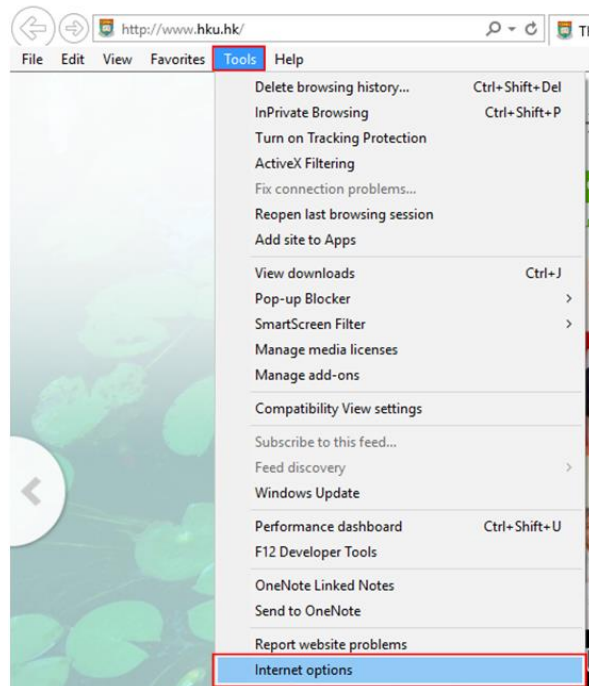 http://www.hku.hk/
File Edit View Favorites Tools Help
Delete browsing history... Ctrl+Shift+Del
InPrivate Browsing Ctrl+Shift+P
Turn on Tracking Protection
ActiveX Filtering
Fix connection problems...
Reopen last browsing session
Add site to Apps
View downloads Ctrl+J
Pop-up Blocker
SmartScreen Filter
Manage media licenses
Manage add-ons
Compatibility View settings
Subscribe to this feed...
Feed discovery
Windows Update
Performance dashboard Ctrl+Shift+U
F12 Developer Tools
OneNote Linked Notes
Send to OneNote
Report website problems
Internet options